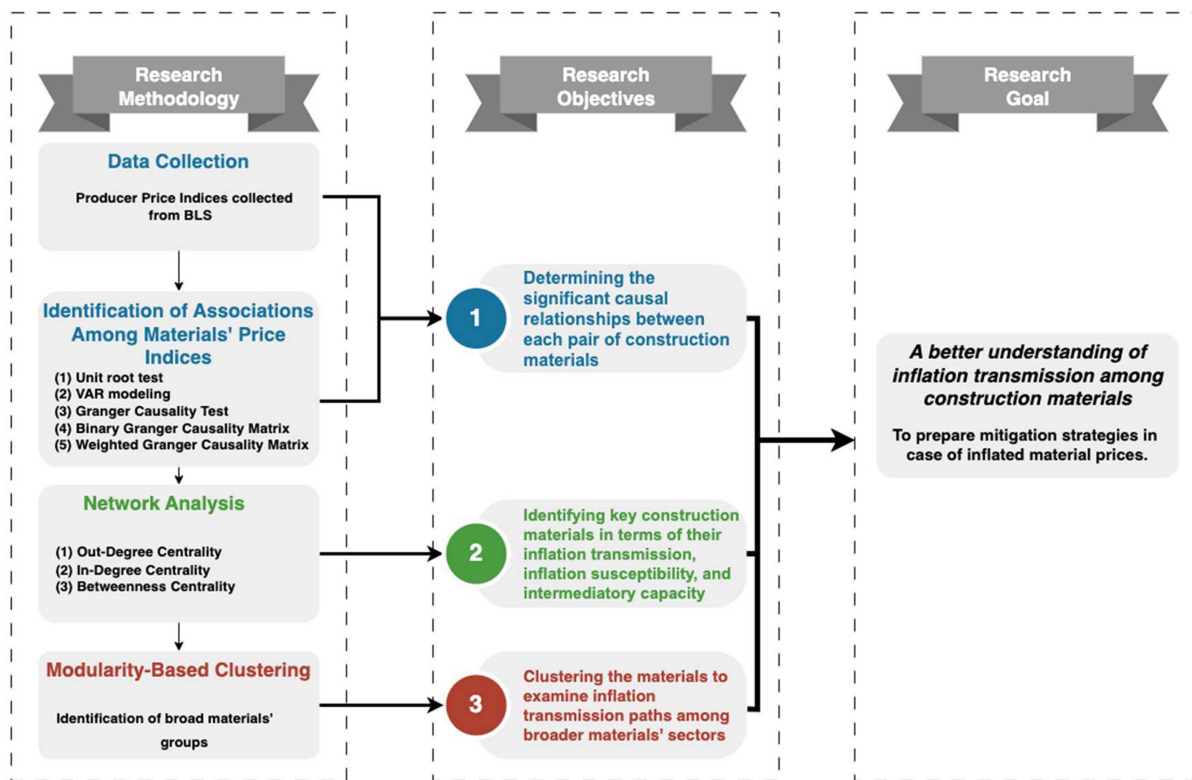 Research
Methodology
Data Collection
Producer Price Indices collected
from BLS
Identification of Associations
Among Materials' Price
Indices
(1) Unit root test
(2) VAR modeling
(3) Granger Causality Test
(4) Binary Granger Causality Matrix
(5) Weighted Granger Causality Matrix
Network Analysis
(1) Out-Degree Centrality
(2) In-Degree Centrality
(3) Betweenness Centrality
Modularity-Based Clustering
Identification of broad materials'
groups
Research
Objectives
1
Determining the
significant causal
relationships between
each pair of construction
materials
2
Identifying key construction
materials in terms of their
inflation transmission,
inflation susceptibility, and
intermediatory capacity
3
Clustering the materials to
examine inflation
transmission paths among
broader materials' sectors
Research
Goal
A better understanding of
inflation transmission among
construction materials
To prepare mitigation strategies in
case of inflated material prices.